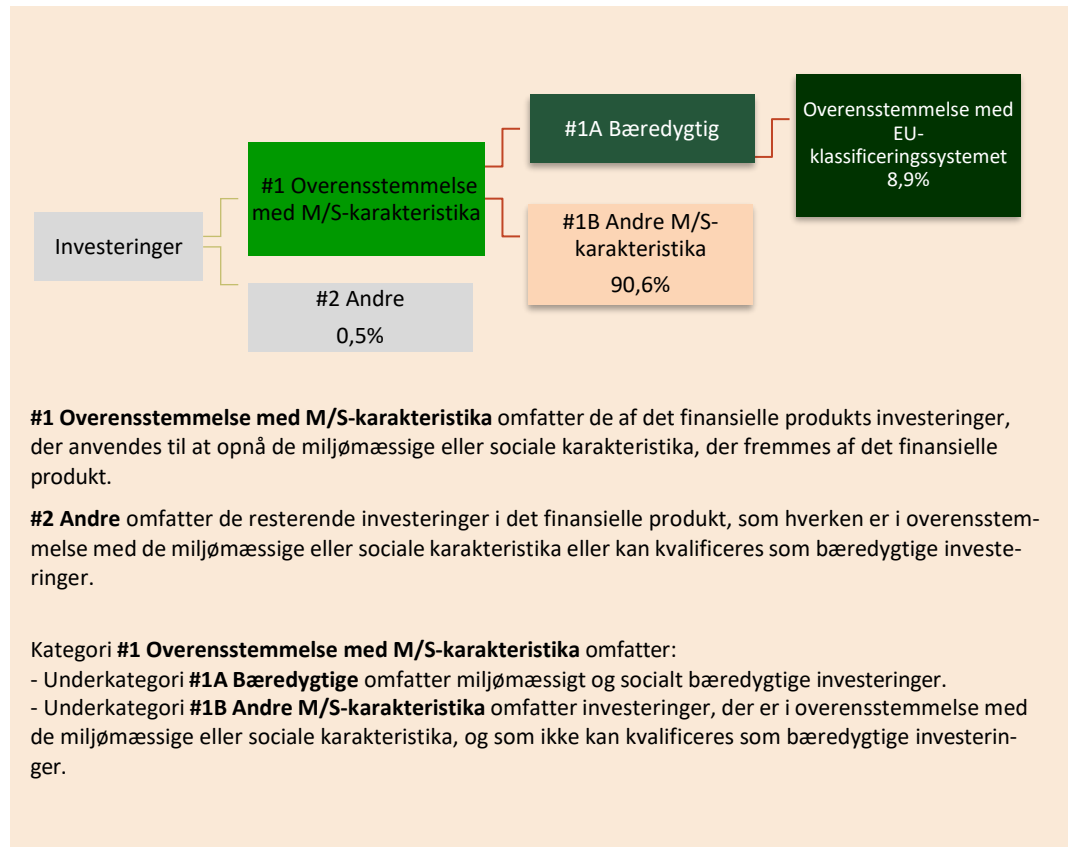 Investeringer
#1 Overensstemmelse
med M/S-karakteristika
#2 Andre
0,5%
#1A Bæredygtig
#1B Andre M/S-
karakteristika
90,6%
Overensstemmelse med
EU-
klassificeringssystemet
8,9%
#1 Overensstemmelse med M/S-karakteristika omfatter de af det finansielle produkts investeringer,
der anvendes til at opnå de miljømæssige eller sociale karakteristika, der fremmes af det finansielle
produkt.
#2 Andre omfatter de resterende investeringer i det finansielle produkt, som hverken er i overensstem-
melse med de miljømæssige eller sociale karakteristika eller kan kvalificeres som bæredygtige investe-
ringer.
Kategori #1 Overensstemmelse med M/S-karakteristika omfatter:
- Underkategori #1A Bæredygtige omfatter miljømæssigt og socialt bæredygtige investeringer.
- Underkategori #1B Andre M/S-karakteristika omfatter investeringer, der er i overensstemmelse med
de miljømæssige eller sociale karakteristika, og som ikke kan kvalificeres som bæredygtige investerin-
ger.